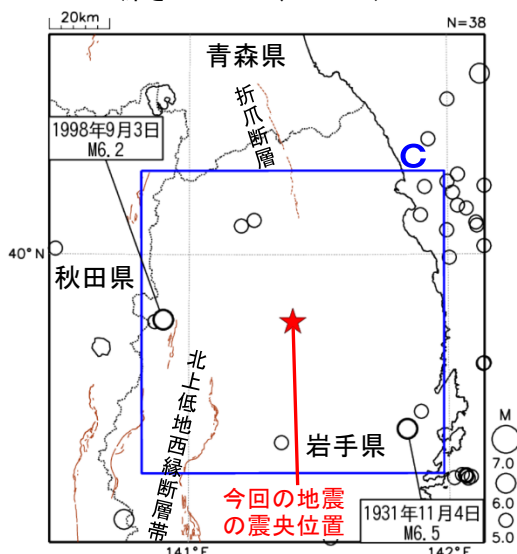 20km
N=38
青森県
折爪断層
1998年9月3日
M6.2
C
40°N
秋田県
北上低地西縁断層帯
岩手県
今回の地震
の震央位置
1931年11月4日
M6.5
M
7.0
6.0
5.0
141°E
142°E